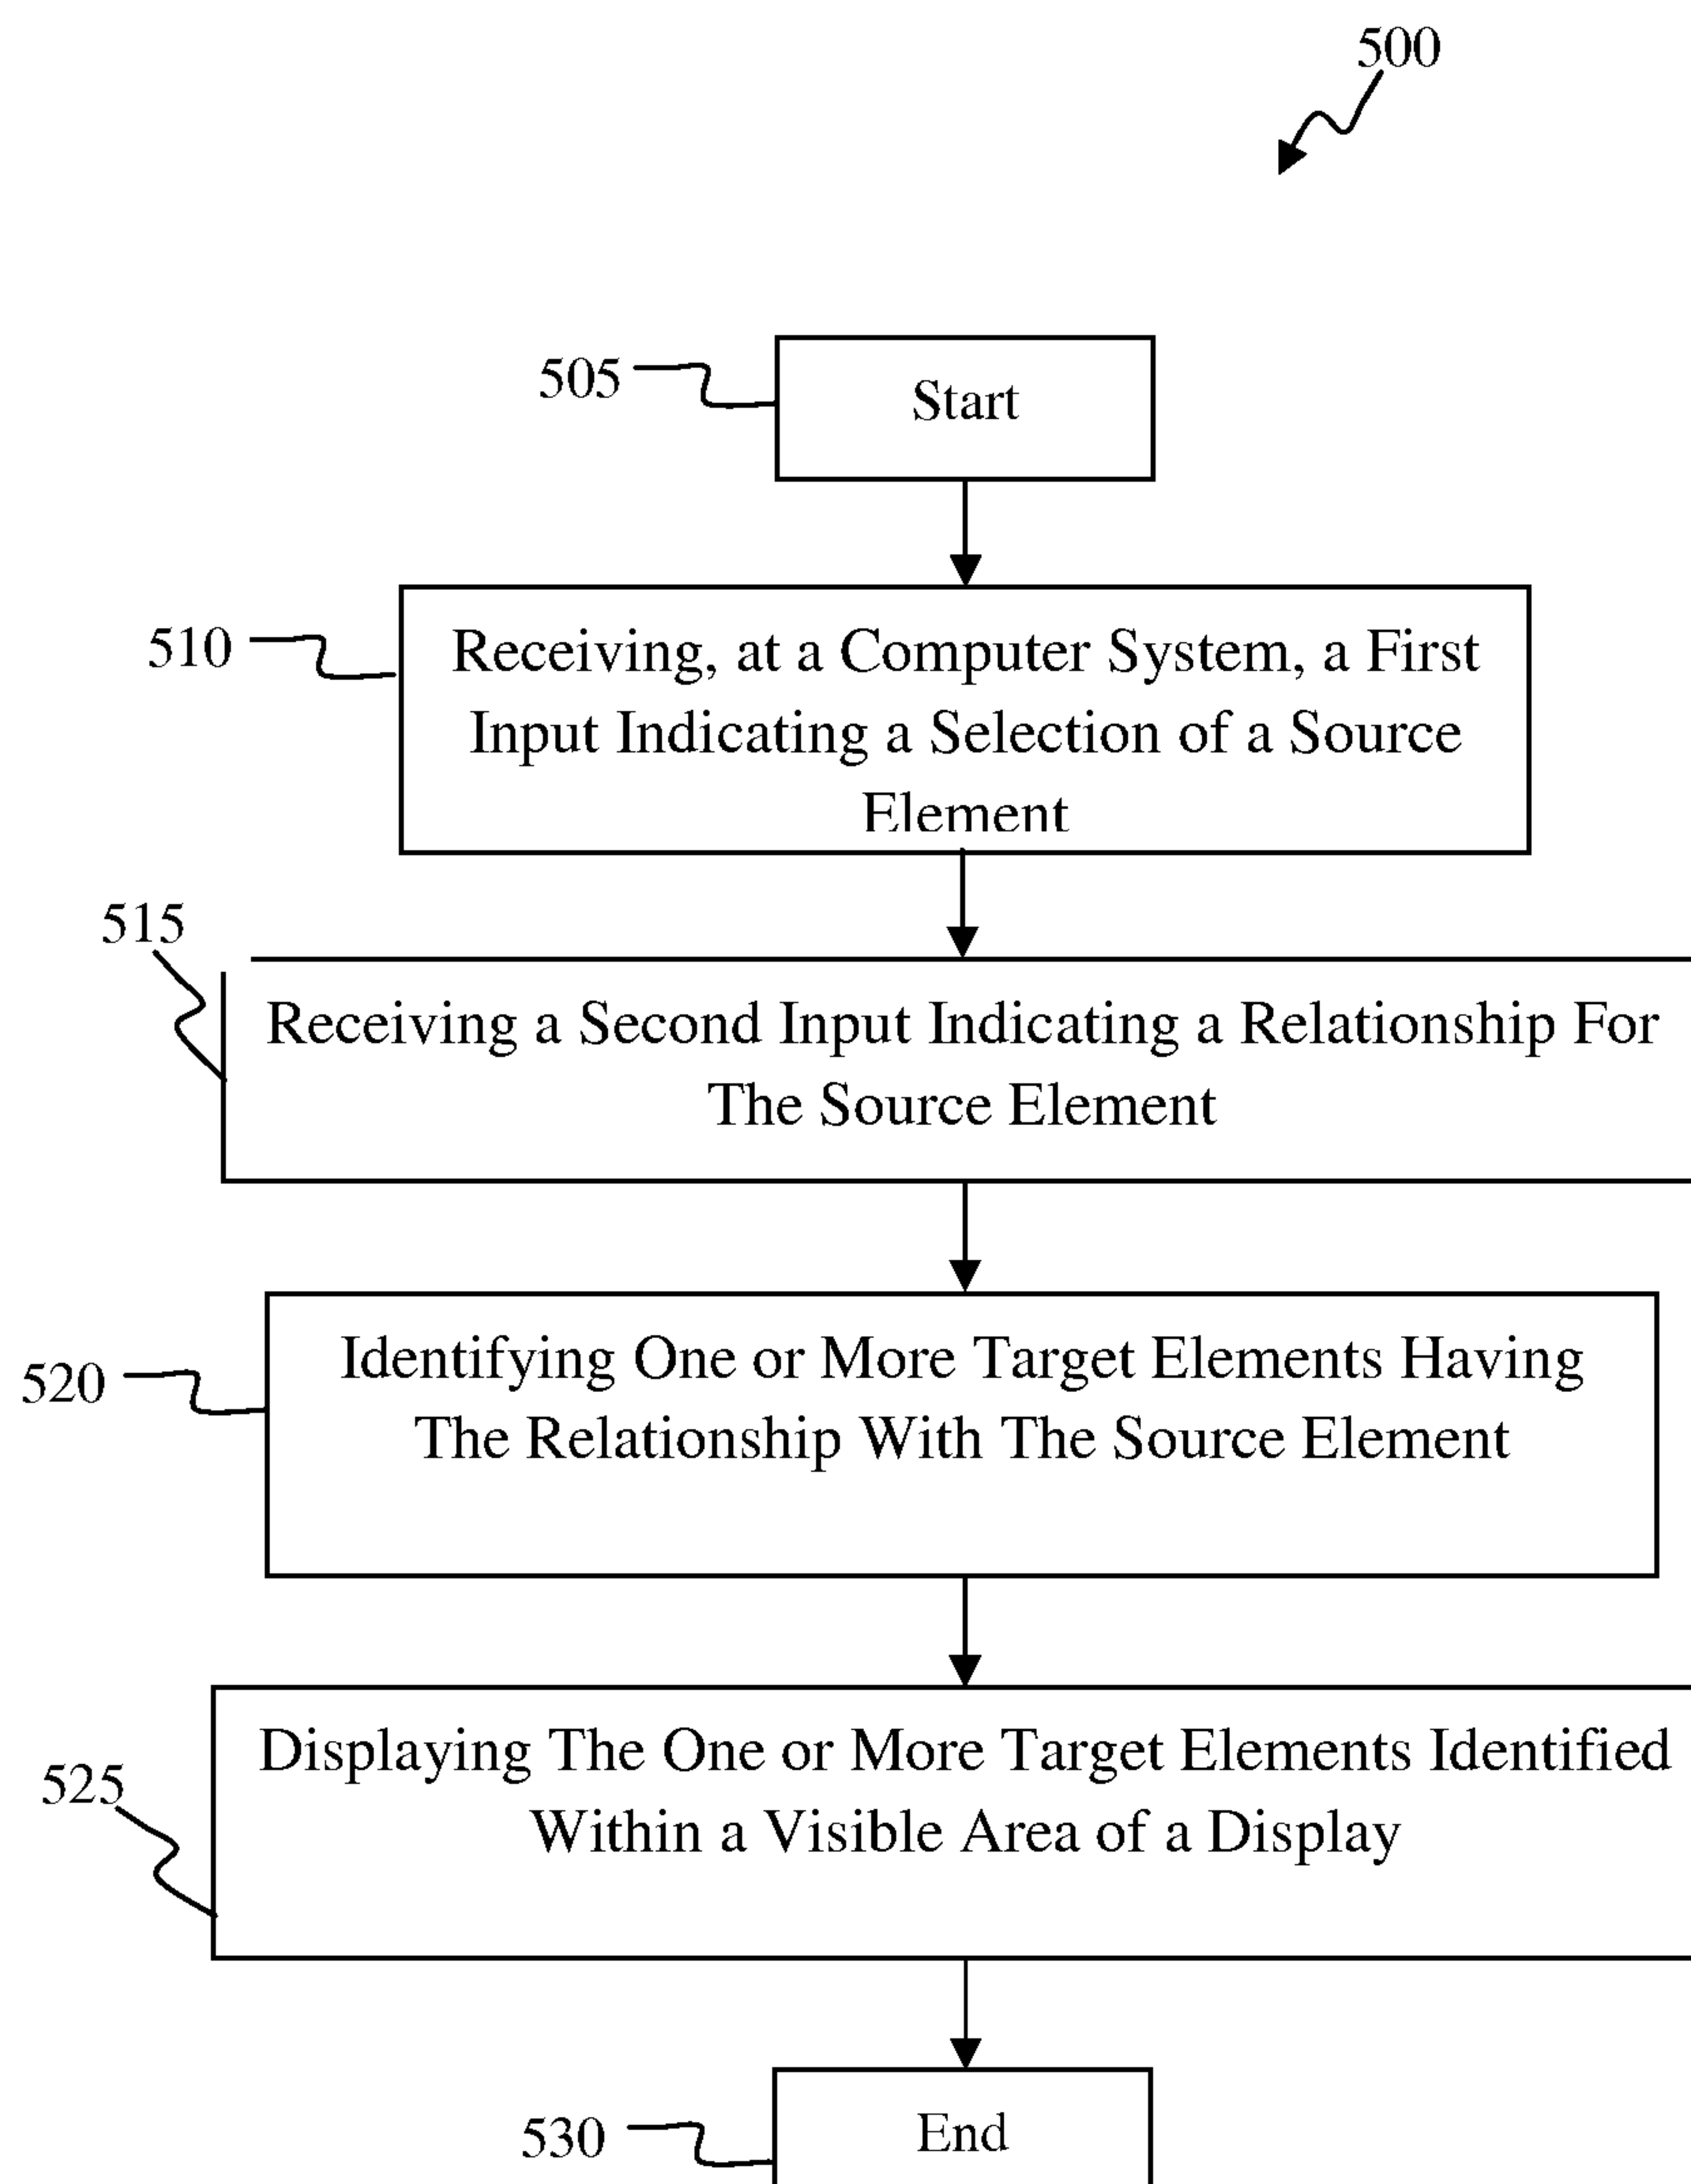 500
505
Start
510
Receiving, at a Computer System, a First
Input Indicating a Selection of a Source
Element
515
Receiving a Second Input Indicating a Relationship For
The Source Element
520
Identifying One or More Target Elements Having
The Relationship With The Source Element
525
Displaying The One or More Target Elements Identified
Within a Visible Area of a Display
530
End